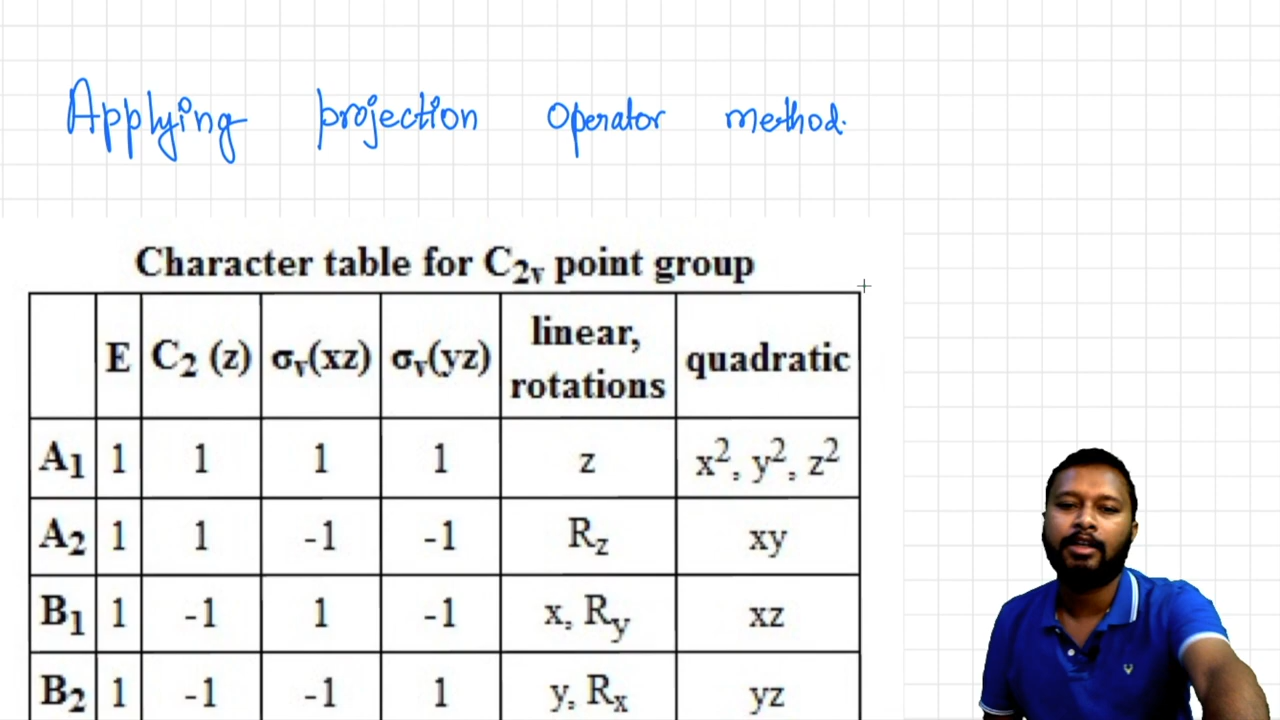 Applying projection operator method.
Character table for C₂ᵥ point group
E C₂ (z) σᵥ(xz) σᵥ(yz) linear, rotations quadratic
A₁ 1 1 1 1 z x², y², z²
A₂ 1 1 -1 -1 R_z xy
B₁ 1 -1 1 -1 x, R_y xz
B₂ 1 -1 -1 1 y, Rₓ yz